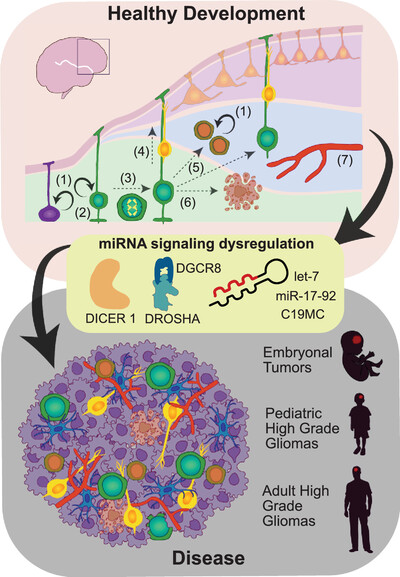 Healthy Development
(1)
(4)
(5)
(7)
(1)
(2)
(3)
(6)
miRNA signaling dysregulation
DGCR8
DICER 1
DROSHA
let-7
miR-17-92
C19MC
Embryonal
Tumors
Pediatric
High Grade
Gliomas
Adult High
Grade
Gliomas
Disease